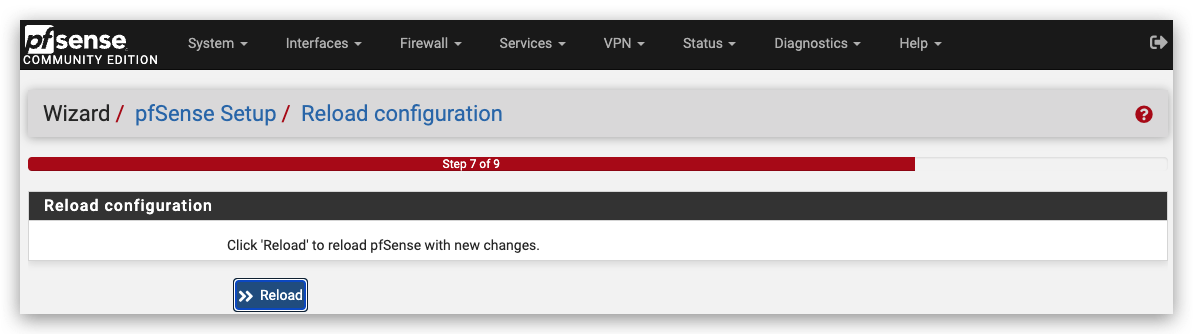 pfsense
COMMUNITY EDITION
System Interfaces Firewall Services VPN Status Diagnostics Help
Wizard / pfSense Setup / Reload configuration
Step 7 of 9
Reload configuration
Click 'Reload' to reload pfSense with new changes.
Reload